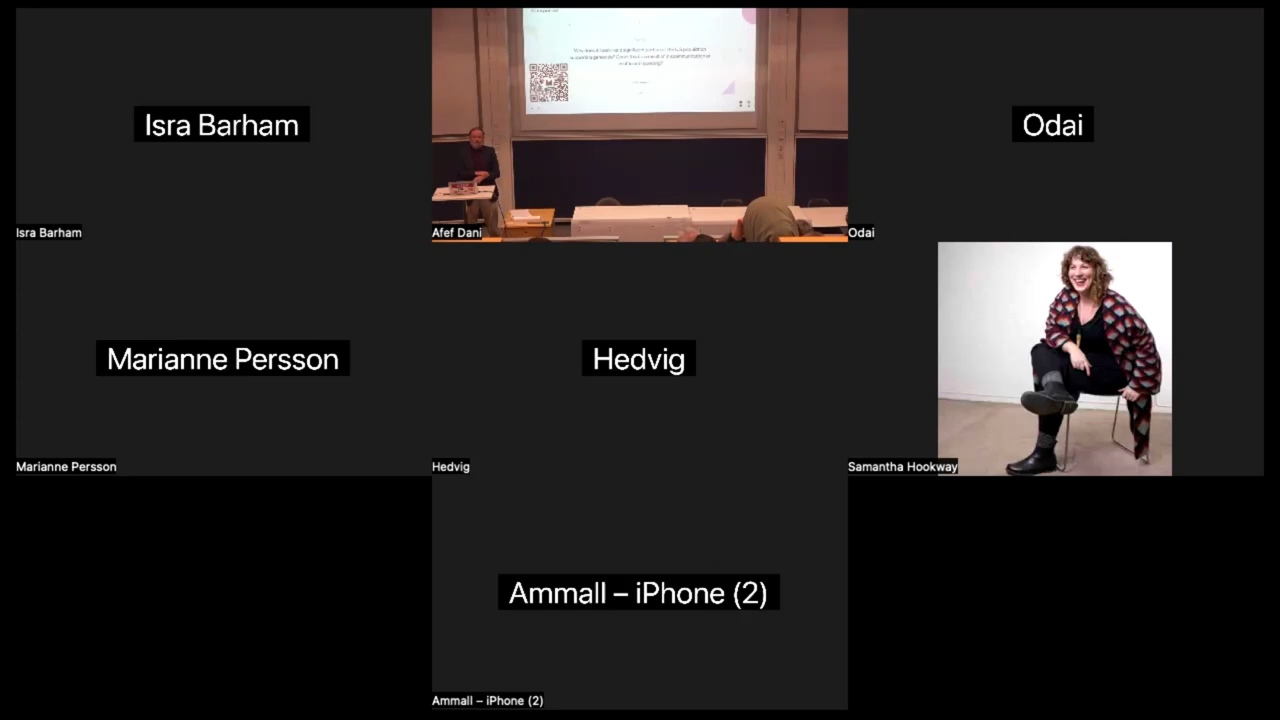 Isra Barham
Odai
Isra Barham
Afef Dani
Odai
Marianne Persson
Hedvig
Marianne Persson
Hedvig
Samantha Hookway
Ammall – iPhone (2)
Ammall – iPhone (2)